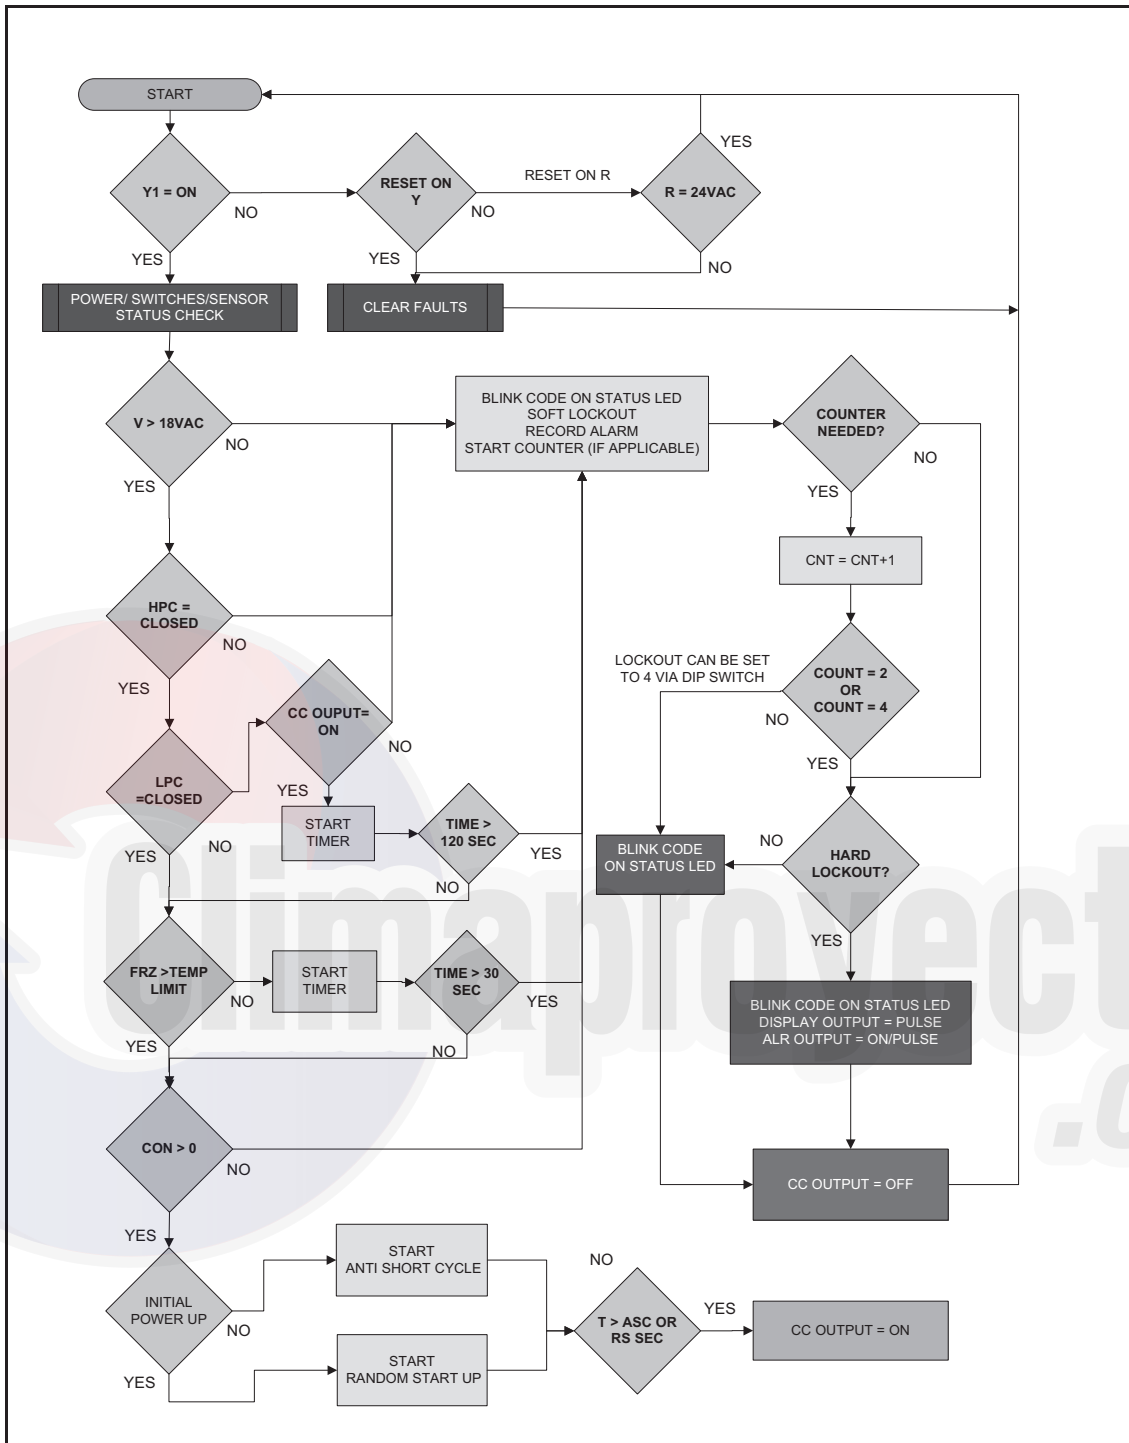 START
YES
Y1 = ON
NO
RESET ON
Y
NO
RESET ON R
R = 24VAC
YES
YES
NO
POWER/ SWITCHES/SENSOR
STATUS CHECK
CLEAR FAULTS
V > 18VAC
NO
YES
BLINK CODE ON STATUS LED
SOFT LOCKOUT
RECORD ALARM
START COUNTER (IF APPLICABLE)
COUNTER
NEEDED?
NO
YES
CNT = CNT+1
HPC =
CLOSED
NO
YES
LOCKOUT CAN BE SET
TO 4 VIA DIP SWITCH
COUNT = 2
OR
COUNT = 4
NO
YES
CC OUPUT=
ON
NO
YES
LPC
=CLOSED
NO
YES
START
TIMER
TIME >
120 SEC
YES
NO
BLINK CODE
ON STATUS LED
NO
HARD
LOCKOUT?
YES
FRZ >TEMP
LIMIT
NO
YES
START
TIMER
TIME > 30
SEC
YES
NO
BLINK CODE ON STATUS LED
DISPLAY OUTPUT = PULSE
ALR OUTPUT = ON/PULSE
CON > 0
NO
YES
CC OUTPUT = OFF
INITIAL
POWER UP
NO
YES
START
ANTI SHORT CYCLE
START
RANDOM START UP
NO
T > ASC OR
RS SEC
YES
CC OUTPUT = ON
Climaproyect
.c